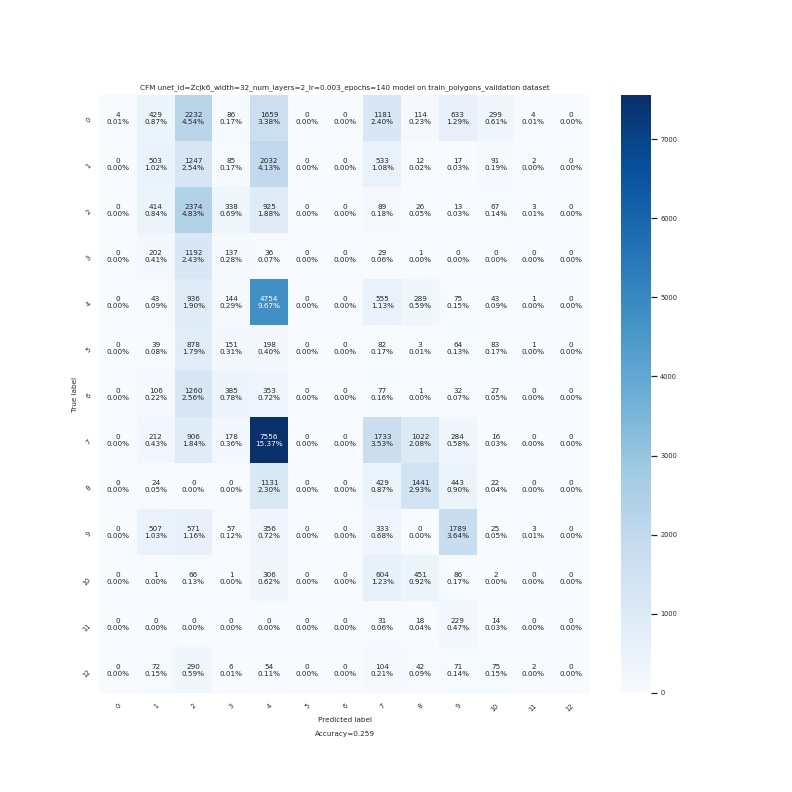 CFM unet_id=Zcjk6_width=32_num_layers=2_lr=0.003_epochs=140 model on train_polygons_validation dataset
0 4 429 2232 86 1659 0 0 1181 114 633 299 4 0
0.01% 0.87% 4.54% 0.17% 3.38% 0.00% 0.00% 2.40% 0.23% 1.29% 0.61% 0.01% 0.00%
1 0 503 1247 85 2032 0 0 533 12 17 91 2 0
0.00% 1.02% 2.54% 0.17% 4.13% 0.00% 0.00% 1.08% 0.02% 0.03% 0.19% 0.00% 0.00%
2 0 414 2374 338 925 0 0 89 26 13 67 3 0
0.00% 0.84% 4.83% 0.69% 1.88% 0.00% 0.00% 0.18% 0.05% 0.03% 0.14% 0.01% 0.00%
3 0 202 1192 137 36 0 0 29 1 0 0 0 0
0.00% 0.41% 2.43% 0.28% 0.07% 0.00% 0.00% 0.06% 0.00% 0.00% 0.00% 0.00% 0.00%
4 0 43 936 144 4754 0 0 555 289 75 43 1 0
0.00% 0.09% 1.90% 0.29% 9.67% 0.00% 0.00% 1.13% 0.59% 0.15% 0.09% 0.00% 0.00%
5 0 39 878 151 198 0 0 82 3 64 83 1 0
0.00% 0.08% 1.79% 0.31% 0.40% 0.00% 0.00% 0.17% 0.01% 0.13% 0.17% 0.00% 0.00%
6 0 106 1260 385 353 0 0 77 1 32 27 0 0
0.00% 0.22% 2.56% 0.78% 0.72% 0.00% 0.00% 0.16% 0.00% 0.07% 0.05% 0.00% 0.00%
True label
7 0 212 906 178 7556 0 0 1733 1022 284 16 0 0
0.00% 0.43% 1.84% 0.36% 15.37% 0.00% 0.00% 3.53% 2.08% 0.58% 0.03% 0.00% 0.00%
8 0 24 0 0 1131 0 0 429 1441 443 22 0 0
0.00% 0.05% 0.00% 0.00% 2.30% 0.00% 0.00% 0.87% 2.93% 0.90% 0.04% 0.00% 0.00%
9 0 507 571 57 356 0 0 333 0 1789 25 3 0
0.00% 1.03% 1.16% 0.12% 0.72% 0.00% 0.00% 0.68% 0.00% 3.64% 0.05% 0.01% 0.00%
10 0 1 66 1 306 0 0 604 451 86 2 0 0
0.00% 0.00% 0.13% 0.00% 0.62% 0.00% 0.00% 1.23% 0.92% 0.17% 0.00% 0.00% 0.00%
11 0 0 0 0 0 0 0 31 18 229 14 0 0
0.00% 0.00% 0.00% 0.00% 0.00% 0.00% 0.00% 0.06% 0.04% 0.47% 0.03% 0.00% 0.00%
12 0 72 290 6 54 0 0 104 42 71 75 2 0
0.00% 0.15% 0.59% 0.01% 0.11% 0.00% 0.00% 0.21% 0.09% 0.14% 0.15% 0.00% 0.00%
0 1 2 3 4 5 6 7 8 9 10 11 12
Predicted label
Accuracy=0.259
7000
6000
5000
4000
3000
2000
1000
0